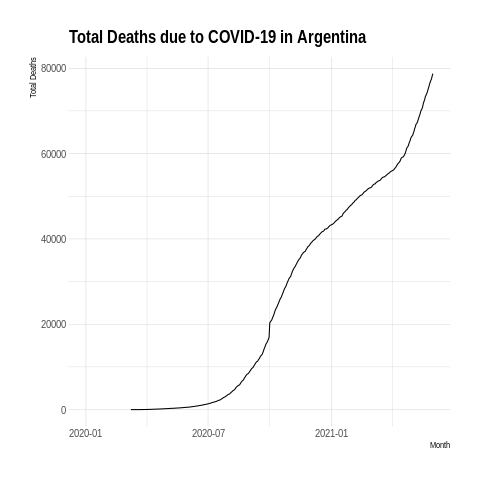 Total Deaths due to COVID-19 in Argentina
Total Deaths
80000
60000
40000
20000
0
2020-01 2020-07 2021-01
Month